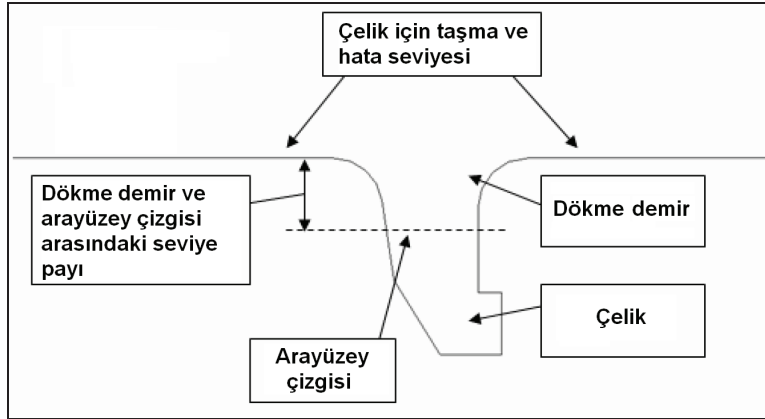 Çelik için taşma ve
hata seviyesi
Dökme demir ve
arayüzey çizgisi
arasındaki seviye
payı
Dökme demir
Çelik
Arayüzey
çizgisi